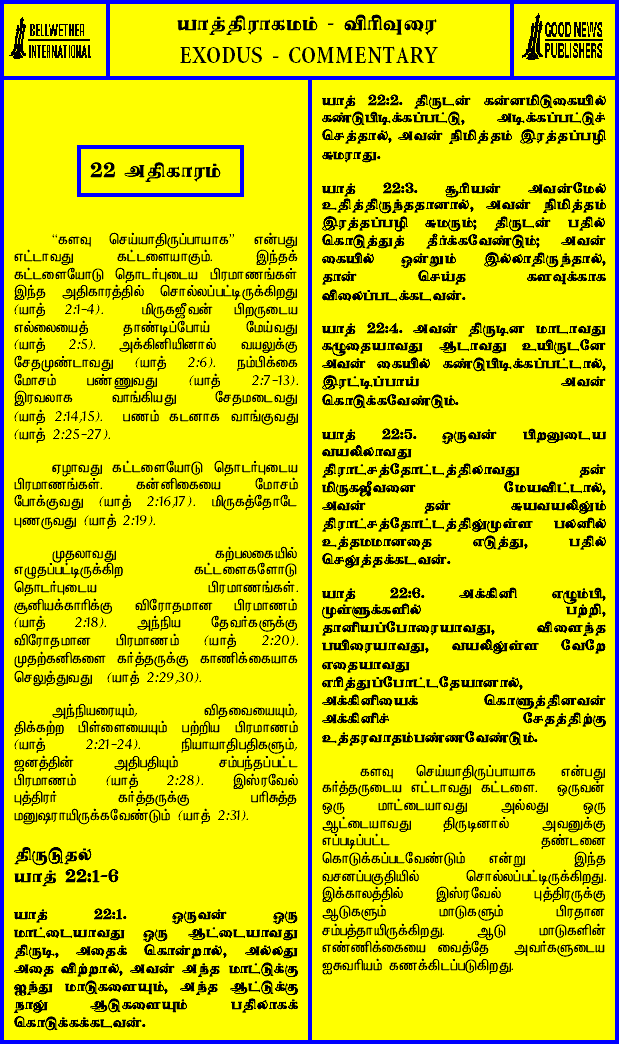 BELLWETHER
INTERNATIONAL
யாத்திராகமம் - விரிவுரை
EXODUS - COMMENTARY
GOOD NEWS
PUBLISHERS
22 அதிகாரம்
“களவு செய்யாதிருப்பாயாக” என்பது
எட்டாவது கட்டளையாகும். இந்தக்
கட்டளையோடு தொடர்புடைய பிரமாணங்கள்
இந்த அதிகாரத்தில் சொல்லப்பட்டிருக்கிறது
(யாத் 2:1-4). மிருகஜீவன் பிறருடைய
எல்லையைத் தாண்டிப்போய் மேய்வது
(யாத் 2:5). அக்கினியினால் வயலுக்கு
சேதமுண்டாவது (யாத் 2:6). நம்பிக்கை
மோசம் பண்ணுவது (யாத் 2:7-13).
இரவலாக வாங்கியது சேதமடைவது
(யாத் 2:14,15). பணம் கடனாக வாங்குவது
(யாத் 2:25-27).
ஏழாவது கட்டளையோடு தொடர்புடைய
பிரமாணங்கள். கன்னிகையை மோசம்
போக்குவது (யாத் 2:16,17). மிருகத்தோடே
புணருவது (யாத் 2:19).
முதலாவது கற்பலகையில்
எழுதப்பட்டிருக்கிற கட்டளைகளோடு
தொடர்புடைய பிரமாணங்கள்.
சூனியக்காரிக்கு விரோதமான பிரமாணம்
(யாத் 2:18). அந்நிய தேவர்களுக்கு
விரோதமான பிரமாணம் (யாத் 2:20).
முதற்கனிகளை கர்த்தருக்கு காணிக்கையாக
செலுத்துவது (யாத் 2:29,30).
அந்நியரையும், விதவையையும்,
திக்கற்ற பிள்ளையையும் பற்றிய பிரமாணம்
(யாத் 2:21-24). நியாயாதிபதிகளும்,
ஜனத்தின் அதிபதியும் சம்பந்தப்பட்ட
பிரமாணம் (யாத் 2:28). இஸ்ரவேல்
புத்திரர் கர்த்தருக்கு பரிசுத்த
மனுஷராயிருக்கவேண்டும் (யாத் 2:31).
திருடுதல்
யாத் 22:1-6
யாத் 22:1. ஒருவன் ஒரு
மாட்டையாவது ஒரு ஆட்டையாவது
திருடி, அதைக் கொன்றால், அல்லது
அதை விற்றால், அவன் அந்த மாட்டுக்கு
ஐந்து மாடுகளையும், அந்த ஆட்டுக்கு
நாலு ஆடுகளையும் பதிலாகக்
கொடுக்கக்கடவன்.
யாத் 22:2. திருடன் கன்னமிடுகையில்
கண்டுபிடிக்கப்பட்டு, அடிக்கப்பட்டுச்
செத்தால், அவன் நிமித்தம் இரத்தப்பழி
சுமராது.
யாத் 22:3. சூரியன் அவன்மேல்
உதித்திருந்ததானால், அவன் நிமித்தம்
இரத்தப்பழி சுமரும்; திருடன் பதில்
கொடுத்துத் தீர்க்கவேண்டும்; அவன்
கையில் ஒன்றும் இல்லாதிருந்தால்,
தான் செய்த களவுக்காக
விலைப்படக்கடவன்.
யாத் 22:4. அவன் திருடின மாடாவது
கழுதையாவது ஆடாவது உயிருடனே
அவன் கையில் கண்டுபிடிக்கப்பட்டால்,
இரட்டிப்பாய் அவன்
கொடுக்கவேண்டும்.
யாத் 22:5. ஒருவன் பிறனுடைய
வயலிலாவது
திராட்சத்தோட்டத்திலாவது தன்
மிருகஜீவனை மேயவிட்டால்,
அவன் தன் சுயவயலிலும்
திராட்சத்தோட்டத்திலுமுள்ள பலனில்
உத்தமமானதை எடுத்து, பதில்
செலுத்தக்கடவன்.
யாத் 22:6. அக்கினி எழும்பி,
முள்ளுக்களில் பற்றி,
தானியப்போரையாவது, விளைந்த
பயிரையாவது, வயலிலுள்ள வேறே
எதையாவது
எரித்துப்போட்டதேயானால்,
அக்கினியைக் கொளுத்தினவன்
அக்கினிச் சேதத்திற்கு
உத்தரவாதம்பண்ணவேண்டும்.
களவு செய்யாதிருப்பாயாக என்பது
கர்த்தருடைய எட்டாவது கட்டளை. ஒருவன்
ஒரு மாட்டையாவது அல்லது ஒரு
ஆட்டையாவது திருடினால் அவனுக்கு
எப்படிப்பட்ட தண்டனை
கொடுக்கப்படவேண்டும் என்று இந்த
வசனப்பகுதியில் சொல்லப்பட்டிருக்கிறது.
இக்காலத்தில் இஸ்ரவேல் புத்திரருக்கு
ஆடுகளும் மாடுகளும் பிரதான
சம்பத்தாயிருக்கிறது. ஆடு மாடுகளின்
எண்ணிக்கையை வைத்தே அவர்களுடைய
ஐசுவரியம் கணக்கிடப்படுகிறது.